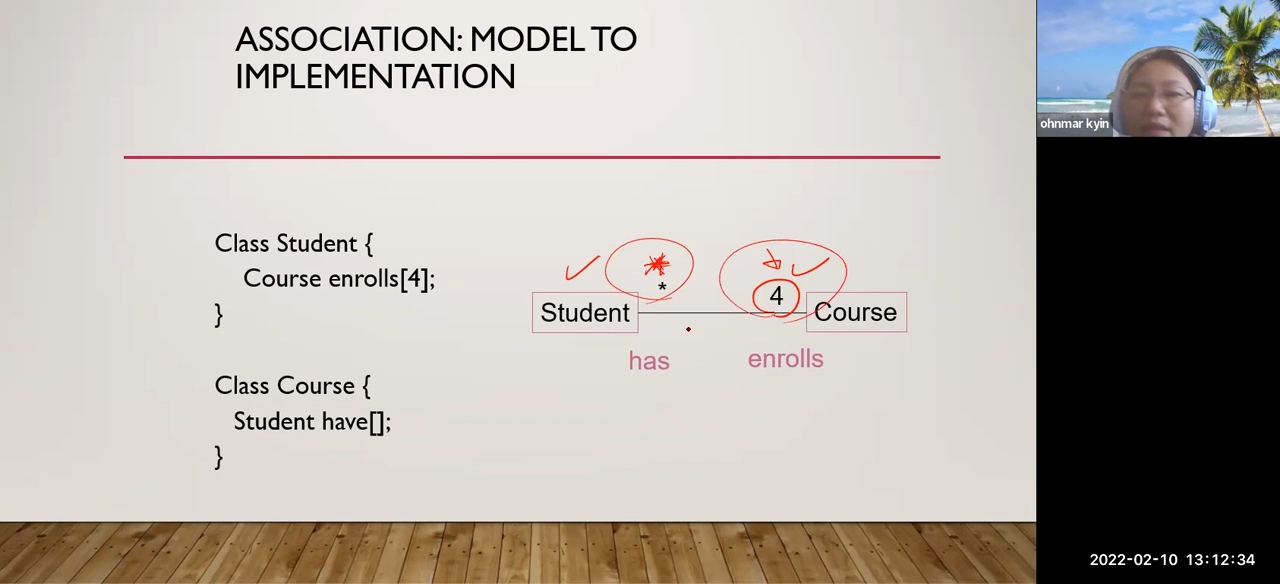 ASSOCIATION: MODEL TO
IMPLEMENTATION
Class Student {
Course enrolls[4];
}
Class Course {
Student have[];
}
*
*
4
Student
Course
has
enrolls
ohnmar kyin
2022-02-10 13:12:34